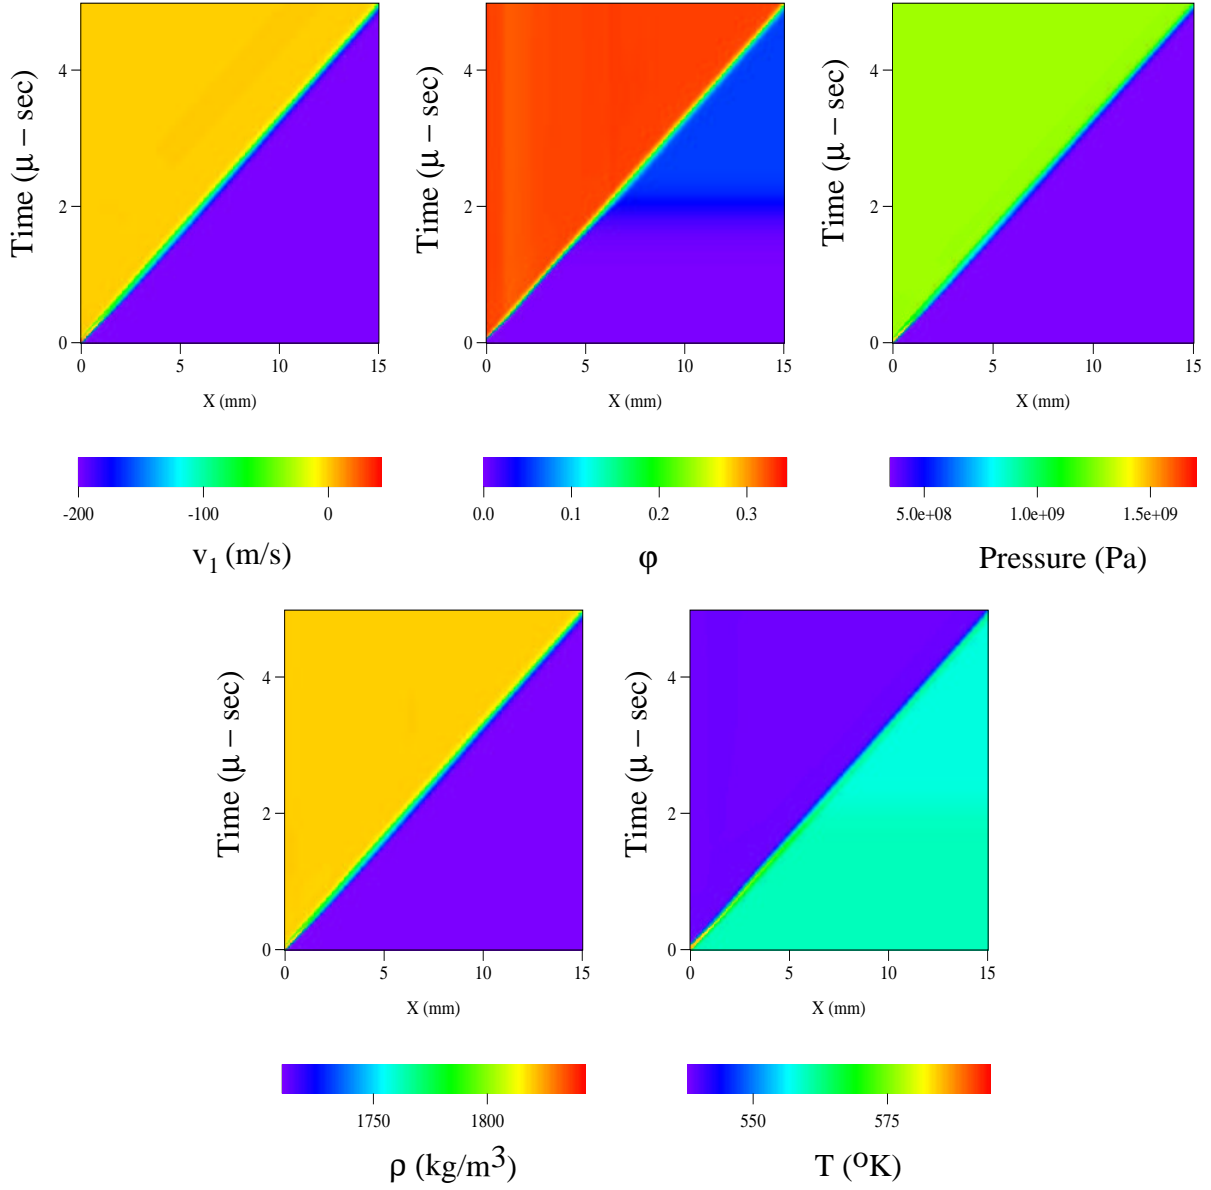 Time (μ – sec)
4
2
0
0 5 10 15
X (mm)
-200 -100 0
v1 (m/s)
Time (μ – sec)
4
2
0
0 5 10 15
X (mm)
0.0 0.1 0.2 0.3
φ
Time (μ – sec)
4
2
0
0 5 10 15
X (mm)
5.0e+08 1.0e+09 1.5e+09
Pressure (Pa)
Time (μ – sec)
4
2
0
0 5 10 15
X (mm)
1750 1800
ρ (kg/m3)
Time (μ – sec)
4
2
0
0 5 10 15
X (mm)
550 575
T (OK)